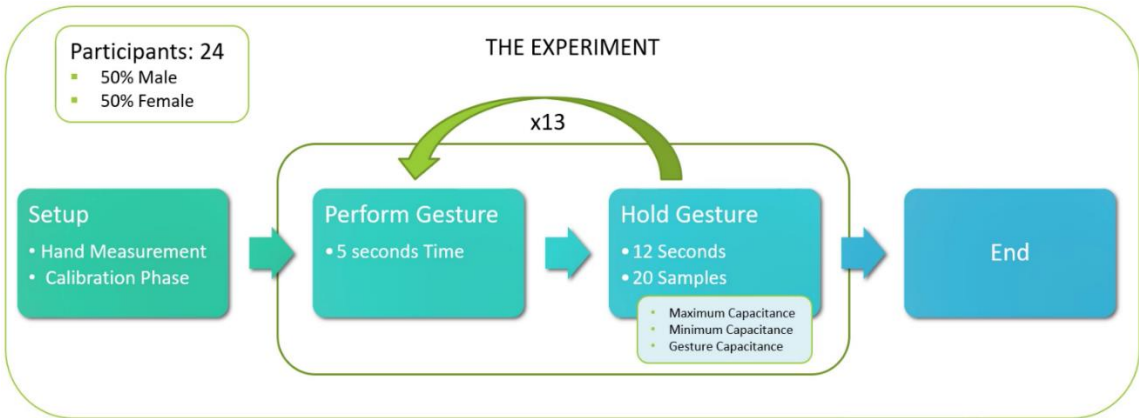 THE EXPERIMENT
Participants: 24
▪ 50% Male
▪ 50% Female
x13
Setup
• Hand Measurement
• Calibration Phase
Perform Gesture
• 5 seconds Time
Hold Gesture
• 12 Seconds
• 20 Samples
• Maximum Capacitance
• Minimum Capacitance
• Gesture Capacitance
End